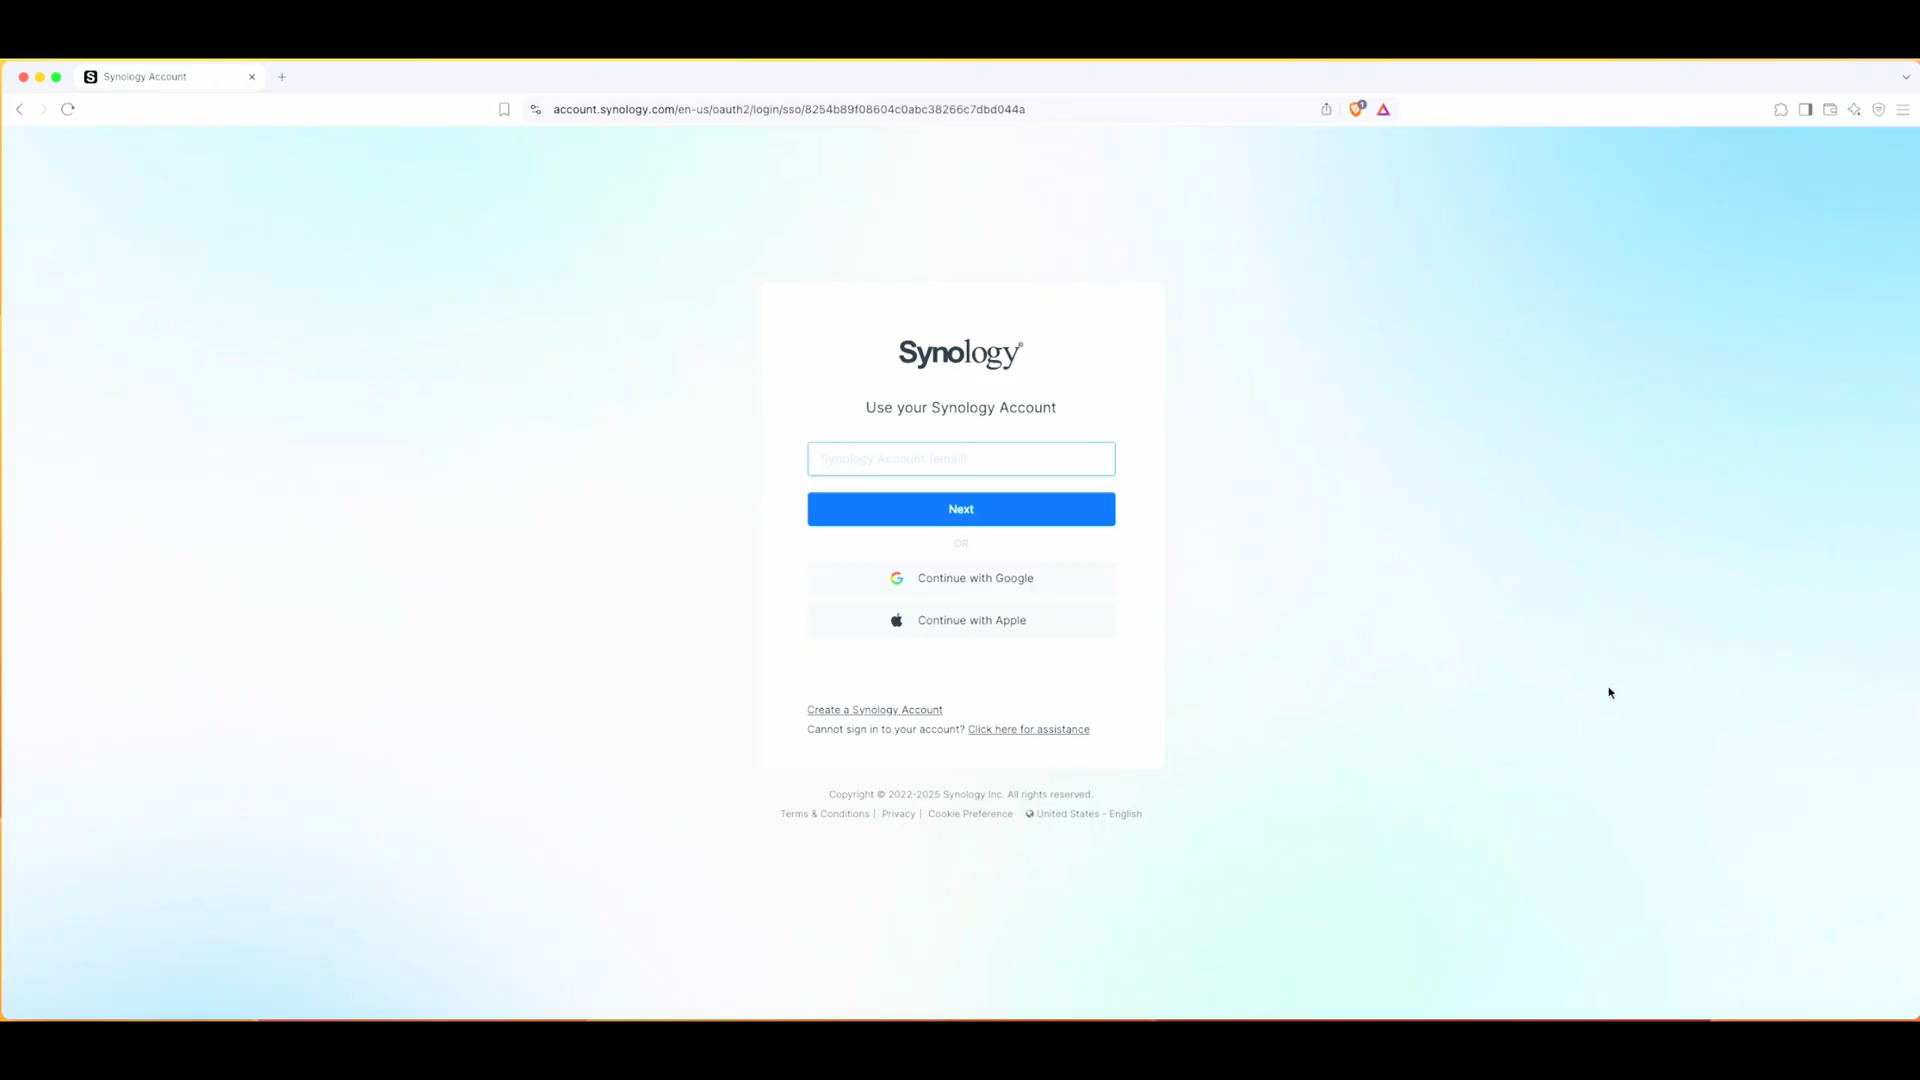 Synology Account
account.synology.com/en-us/oauth2/login/sso/8254b89f08604c0abc38266c7dbd044a
1
Synology®
Use your Synology Account
Synology Account (email)
Next
OR
Continue with Google
Continue with Apple
Create a Synology Account
Cannot sign in to your account? Click here for assistance
Copyright © 2022-2025 Synology Inc. All rights reserved.
Terms & Conditions | Privacy | Cookie Preference United States - English